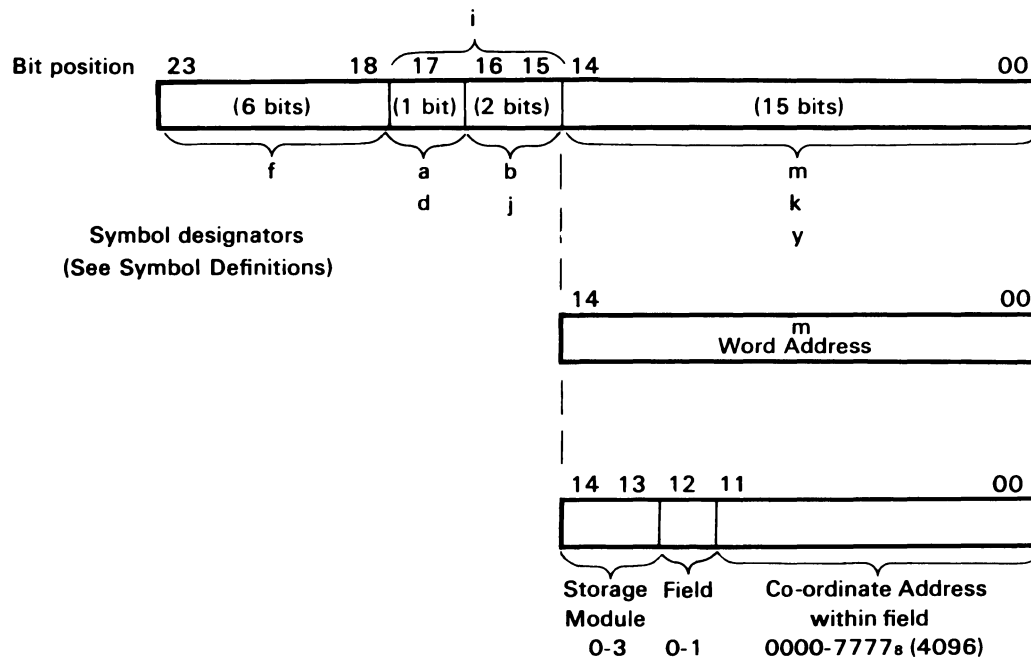 i
Bit position 23 18 17 16 15 14 00
(6 bits) (1 bit) (2 bits) (15 bits)
f a b m
d j k
y
Symbol designators
(See Symbol Definitions)
14 00
m
Word Address
14 13 12 11 00
Storage Field Co-ordinate Address
Module within field
0-3 0-1 0000-7777₈ (4096)